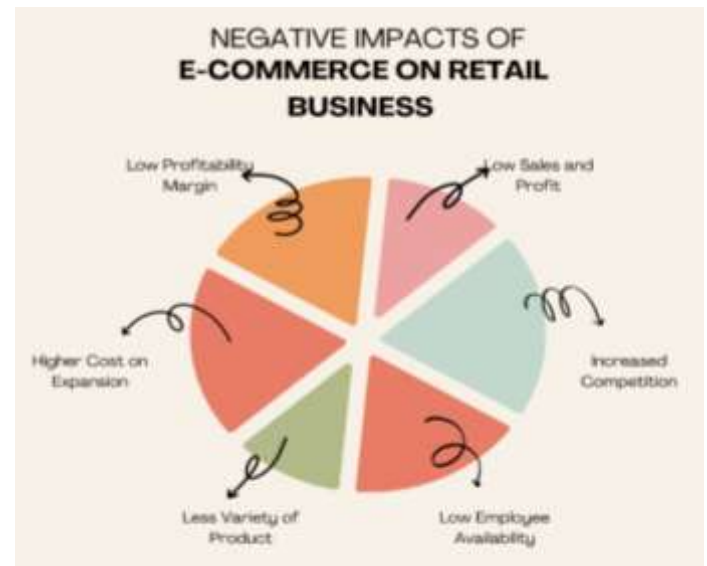 NEGATIVE IMPACTS OF
E-COMMERCE ON RETAIL
BUSINESS
Low Profitability
Margin
Low Sales and
Profit
Higher Cost on
Expansion
Increased
Competition
Less Variety of
Product
Low Employee
Availability